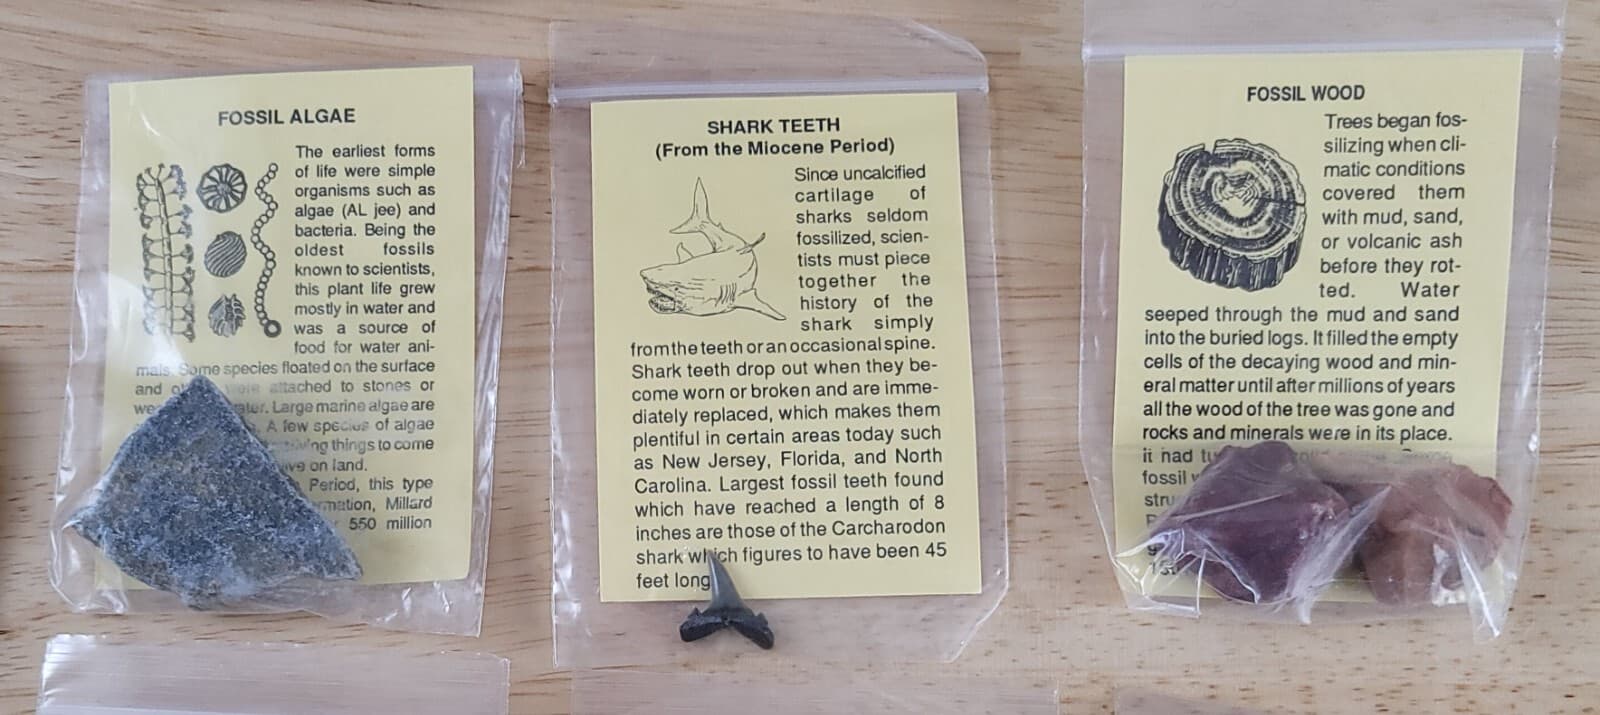 FOSSIL ALGAE
The earliest forms
of life were simple
organisms such as
algae (AL jee) and
bacteria. Being the
oldest fossils
known to scientists,
this plant life grew
mostly in water and
was a source of
food for water ani-
mals. Some species floated on the surface
and were attached to stones or
Large marine algae are
A few species of algae
things to come
on land.
Period, this type
Millard
550 million
SHARK TEETH
(From the Miocene Period)
Since uncalcified
cartilage of
sharks seldom
fossilized, scien-
tists must piece
together the
history of the
shark simply
from the teeth or an occasional spine.
Shark teeth drop out when they be-
come worn or broken and are imme-
diately replaced, which makes them
plentiful in certain areas today such
as New Jersey, Florida, and North
Carolina. Largest fossil teeth found
which have reached a length of 8
inches are those of the Carcharodon
shark which figures to have been 45
feet long
FOSSIL WOOD
Trees began fos-
silizing when cli-
matic conditions
covered them
with mud, sand,
or volcanic ash
before they rot-
ted. Water
seeped through the mud and sand
into the buried logs. It filled the empty
cells of the decaying wood and min-
eral matter until after millions of years
all the wood of the tree was gone and
rocks and minerals were in its place.
it had
fossil